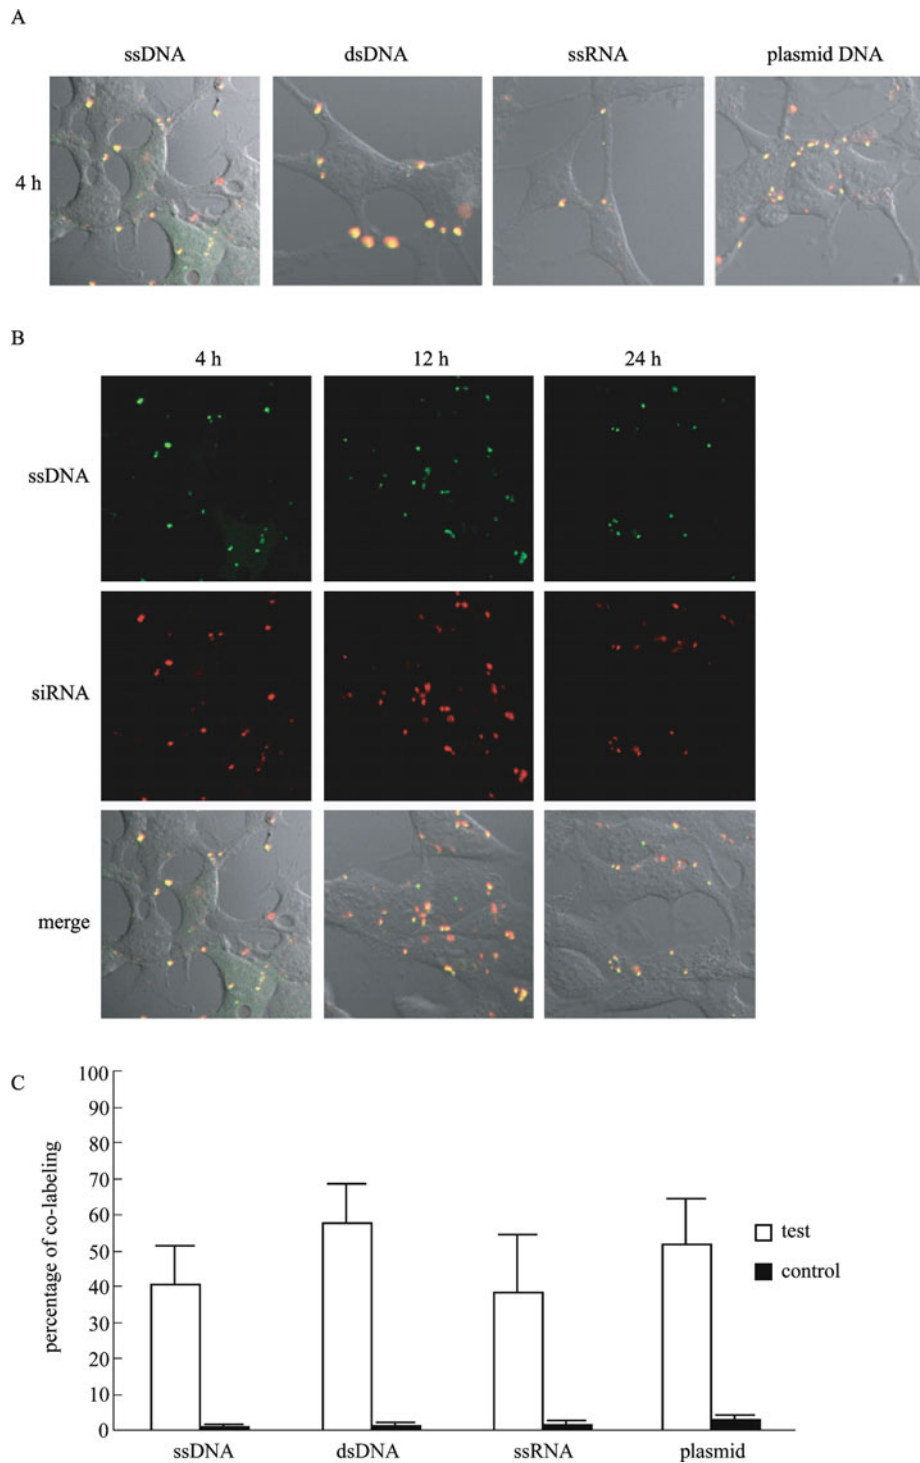 A
ssDNA dsDNA ssRNA plasmid DNA
4 h
B
4 h 12 h 24 h
ssDNA
siRNA
merge
C
percentage of co-labeling
100
90
80
70
60
50
40
30
20
10
0
test
control
ssDNA dsDNA ssRNA plasmid